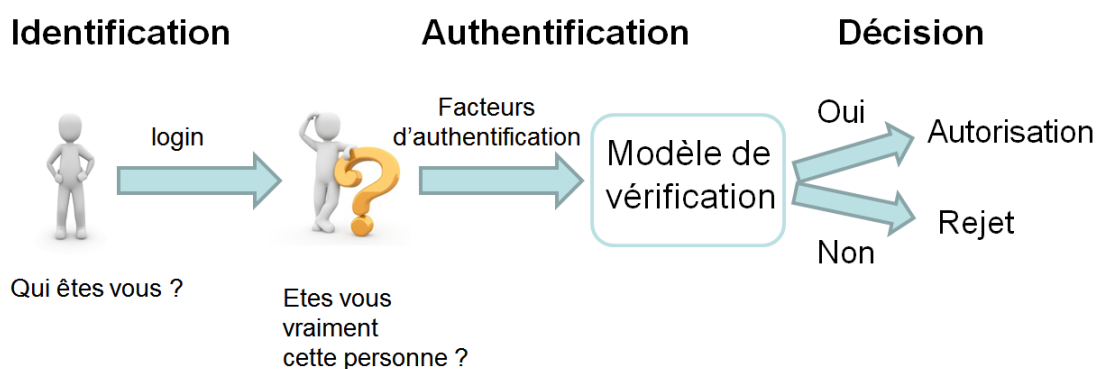 Identification
Authentification
Décision
login
Facteurs
d'authentification
Modèle de
vérification
Oui
Autorisation
Non
Rejet
Qui êtes vous ?
Etes vous
vraiment
cette personne ?